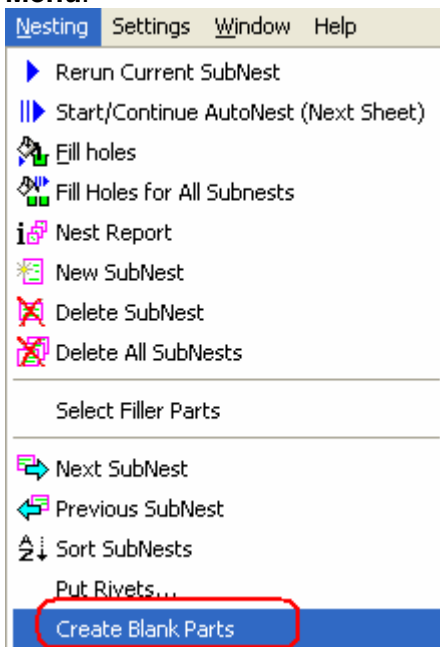 Menu.
Nesting Settings Window Help
Rerun Current SubNest
Start/Continue AutoNest (Next Sheet)
Fill holes
Fill Holes for All Subnests
Nest Report
New SubNest
Delete SubNest
Delete All SubNests
Select Filler Parts
Next SubNest
Previous SubNest
Sort SubNests
Put Rivets...
Create Blank Parts